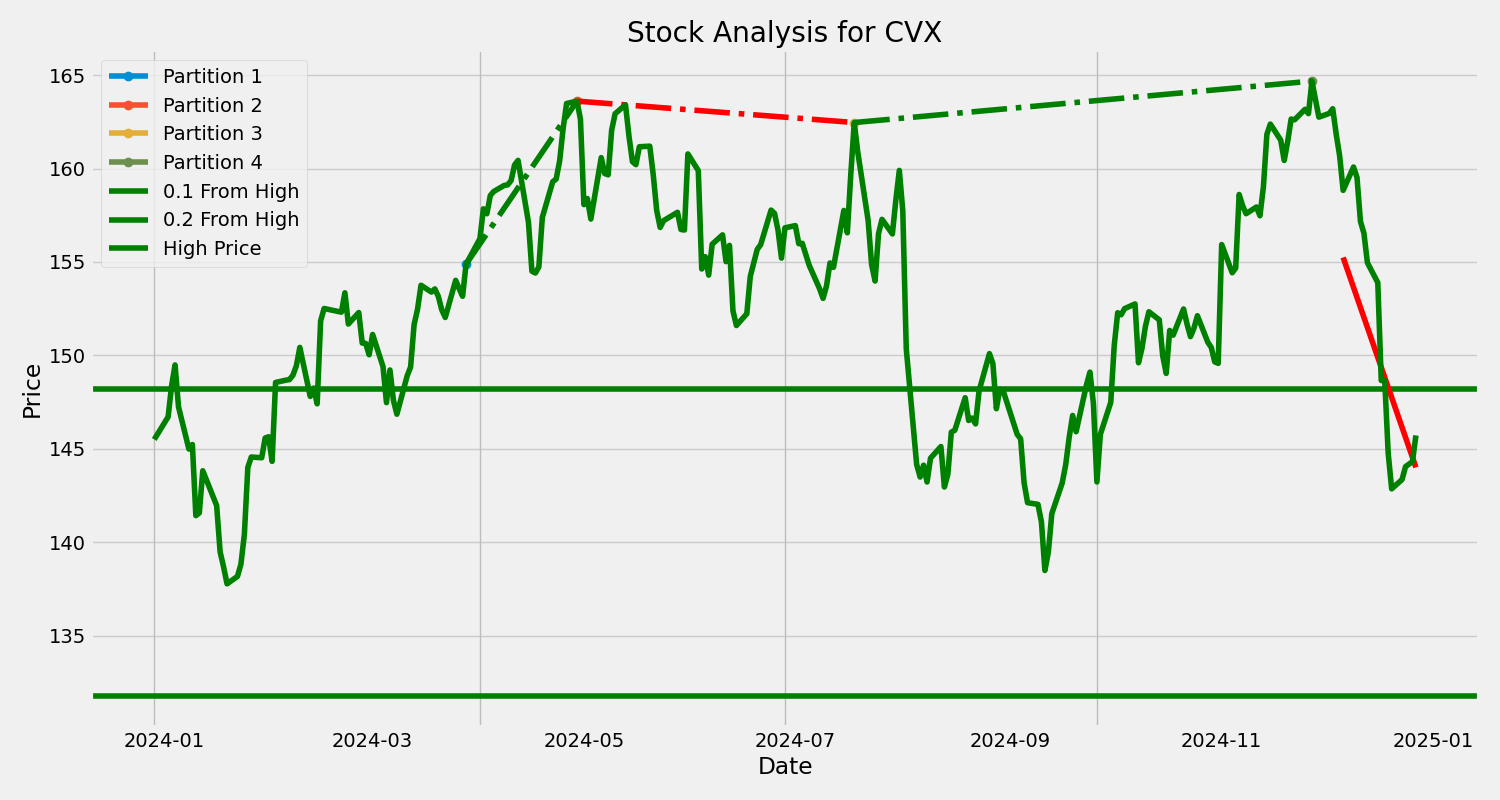 Stock Analysis for CVX
Partition 1
Partition 2
Partition 3
Partition 4
0.1 From High
0.2 From High
High Price
165
160
155
150
145
140
135
Price
2024-01
2024-03
2024-05
2024-07
2024-09
2024-11
2025-01
Date